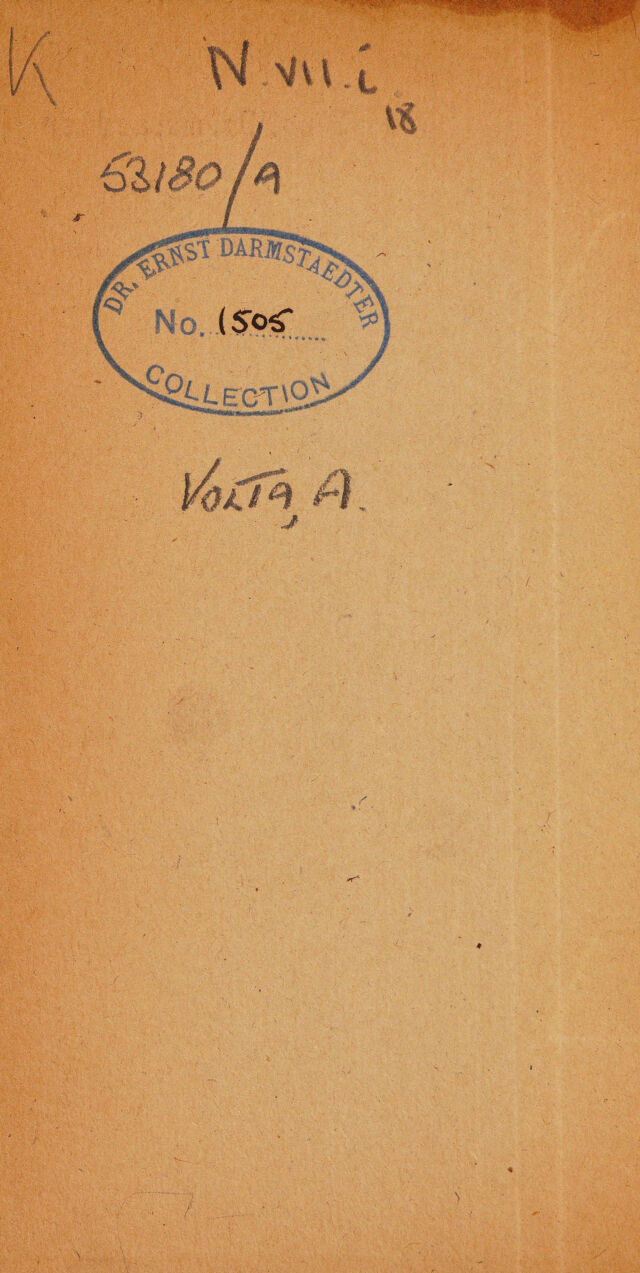 K
N.VII.i
18
53180/A
DR. ERNST DARMSTAEDTER
No. 1505
COLLECTION
VOLTA, A.